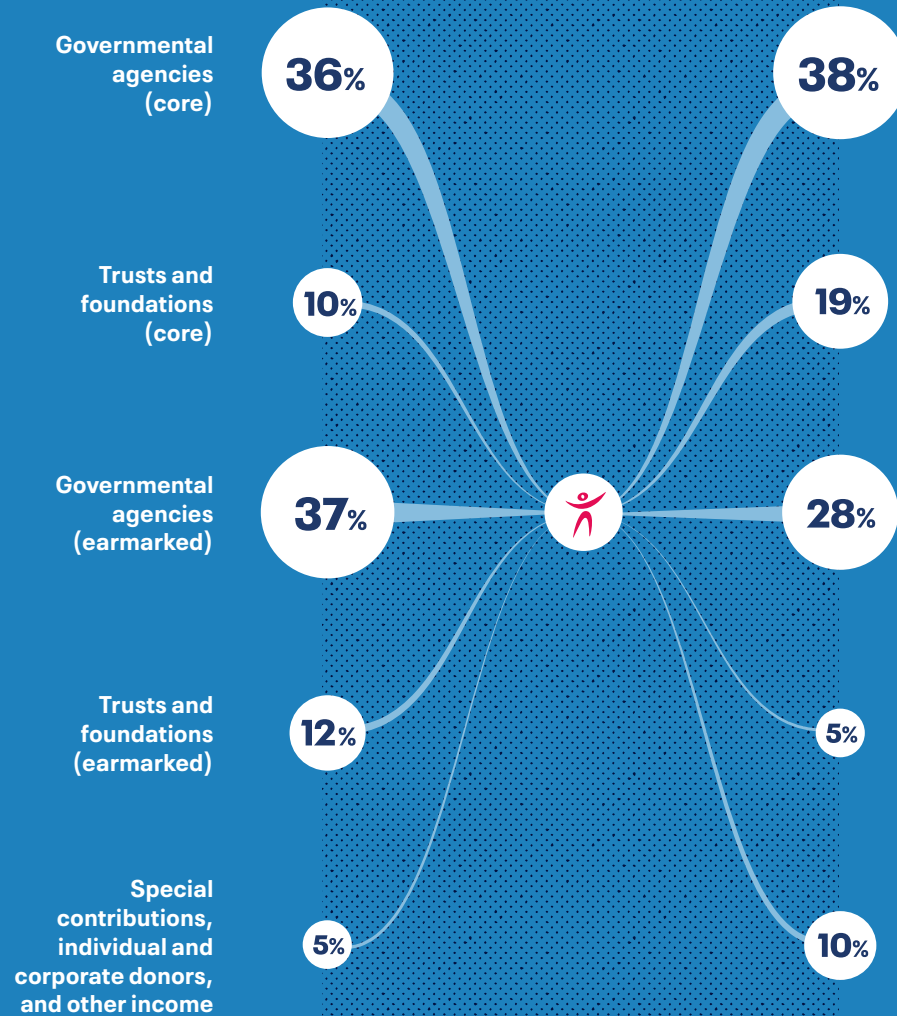 Governmental
agencies
(core)
36%
38%
Trusts and
foundations
(core)
10%
19%
Governmental
agencies
(earmarked)
37%
28%
Trusts and
foundations
(earmarked)
12%
5%
Special
contributions,
individual and
corporate donors,
and other income
5%
10%